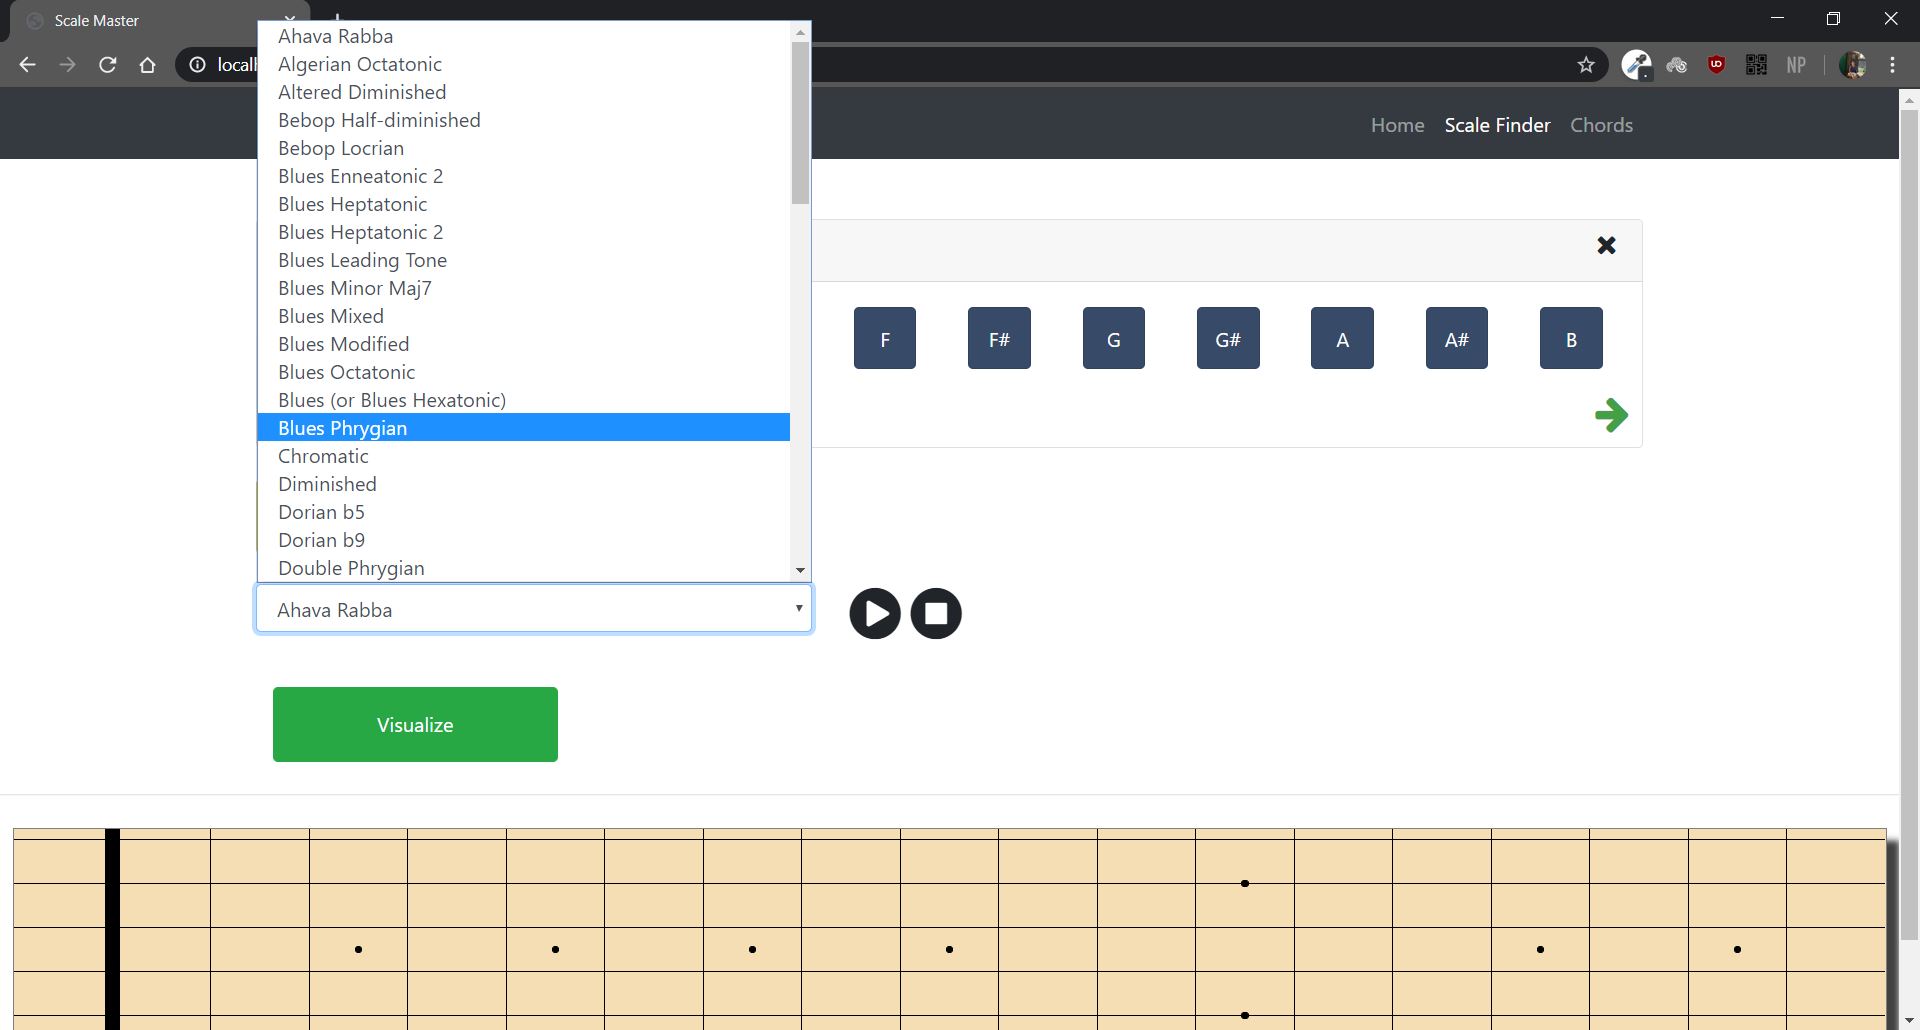 Scale Master
localh
Ahava Rabba
Algerian Octatonic
Altered Diminished
Bebop Half-diminished
Bebop Locrian
Blues Enneatonic 2
Blues Heptatonic
Blues Heptatonic 2
Blues Leading Tone
Blues Minor Maj7
Blues Mixed
Blues Modified
Blues Octatonic
Blues (or Blues Hexatonic)
Blues Phrygian
Chromatic
Diminished
Dorian b5
Dorian b9
Double Phrygian
Ahava Rabba
NP
Home Scale Finder Chords
F F# G G# A A# B
Visualize